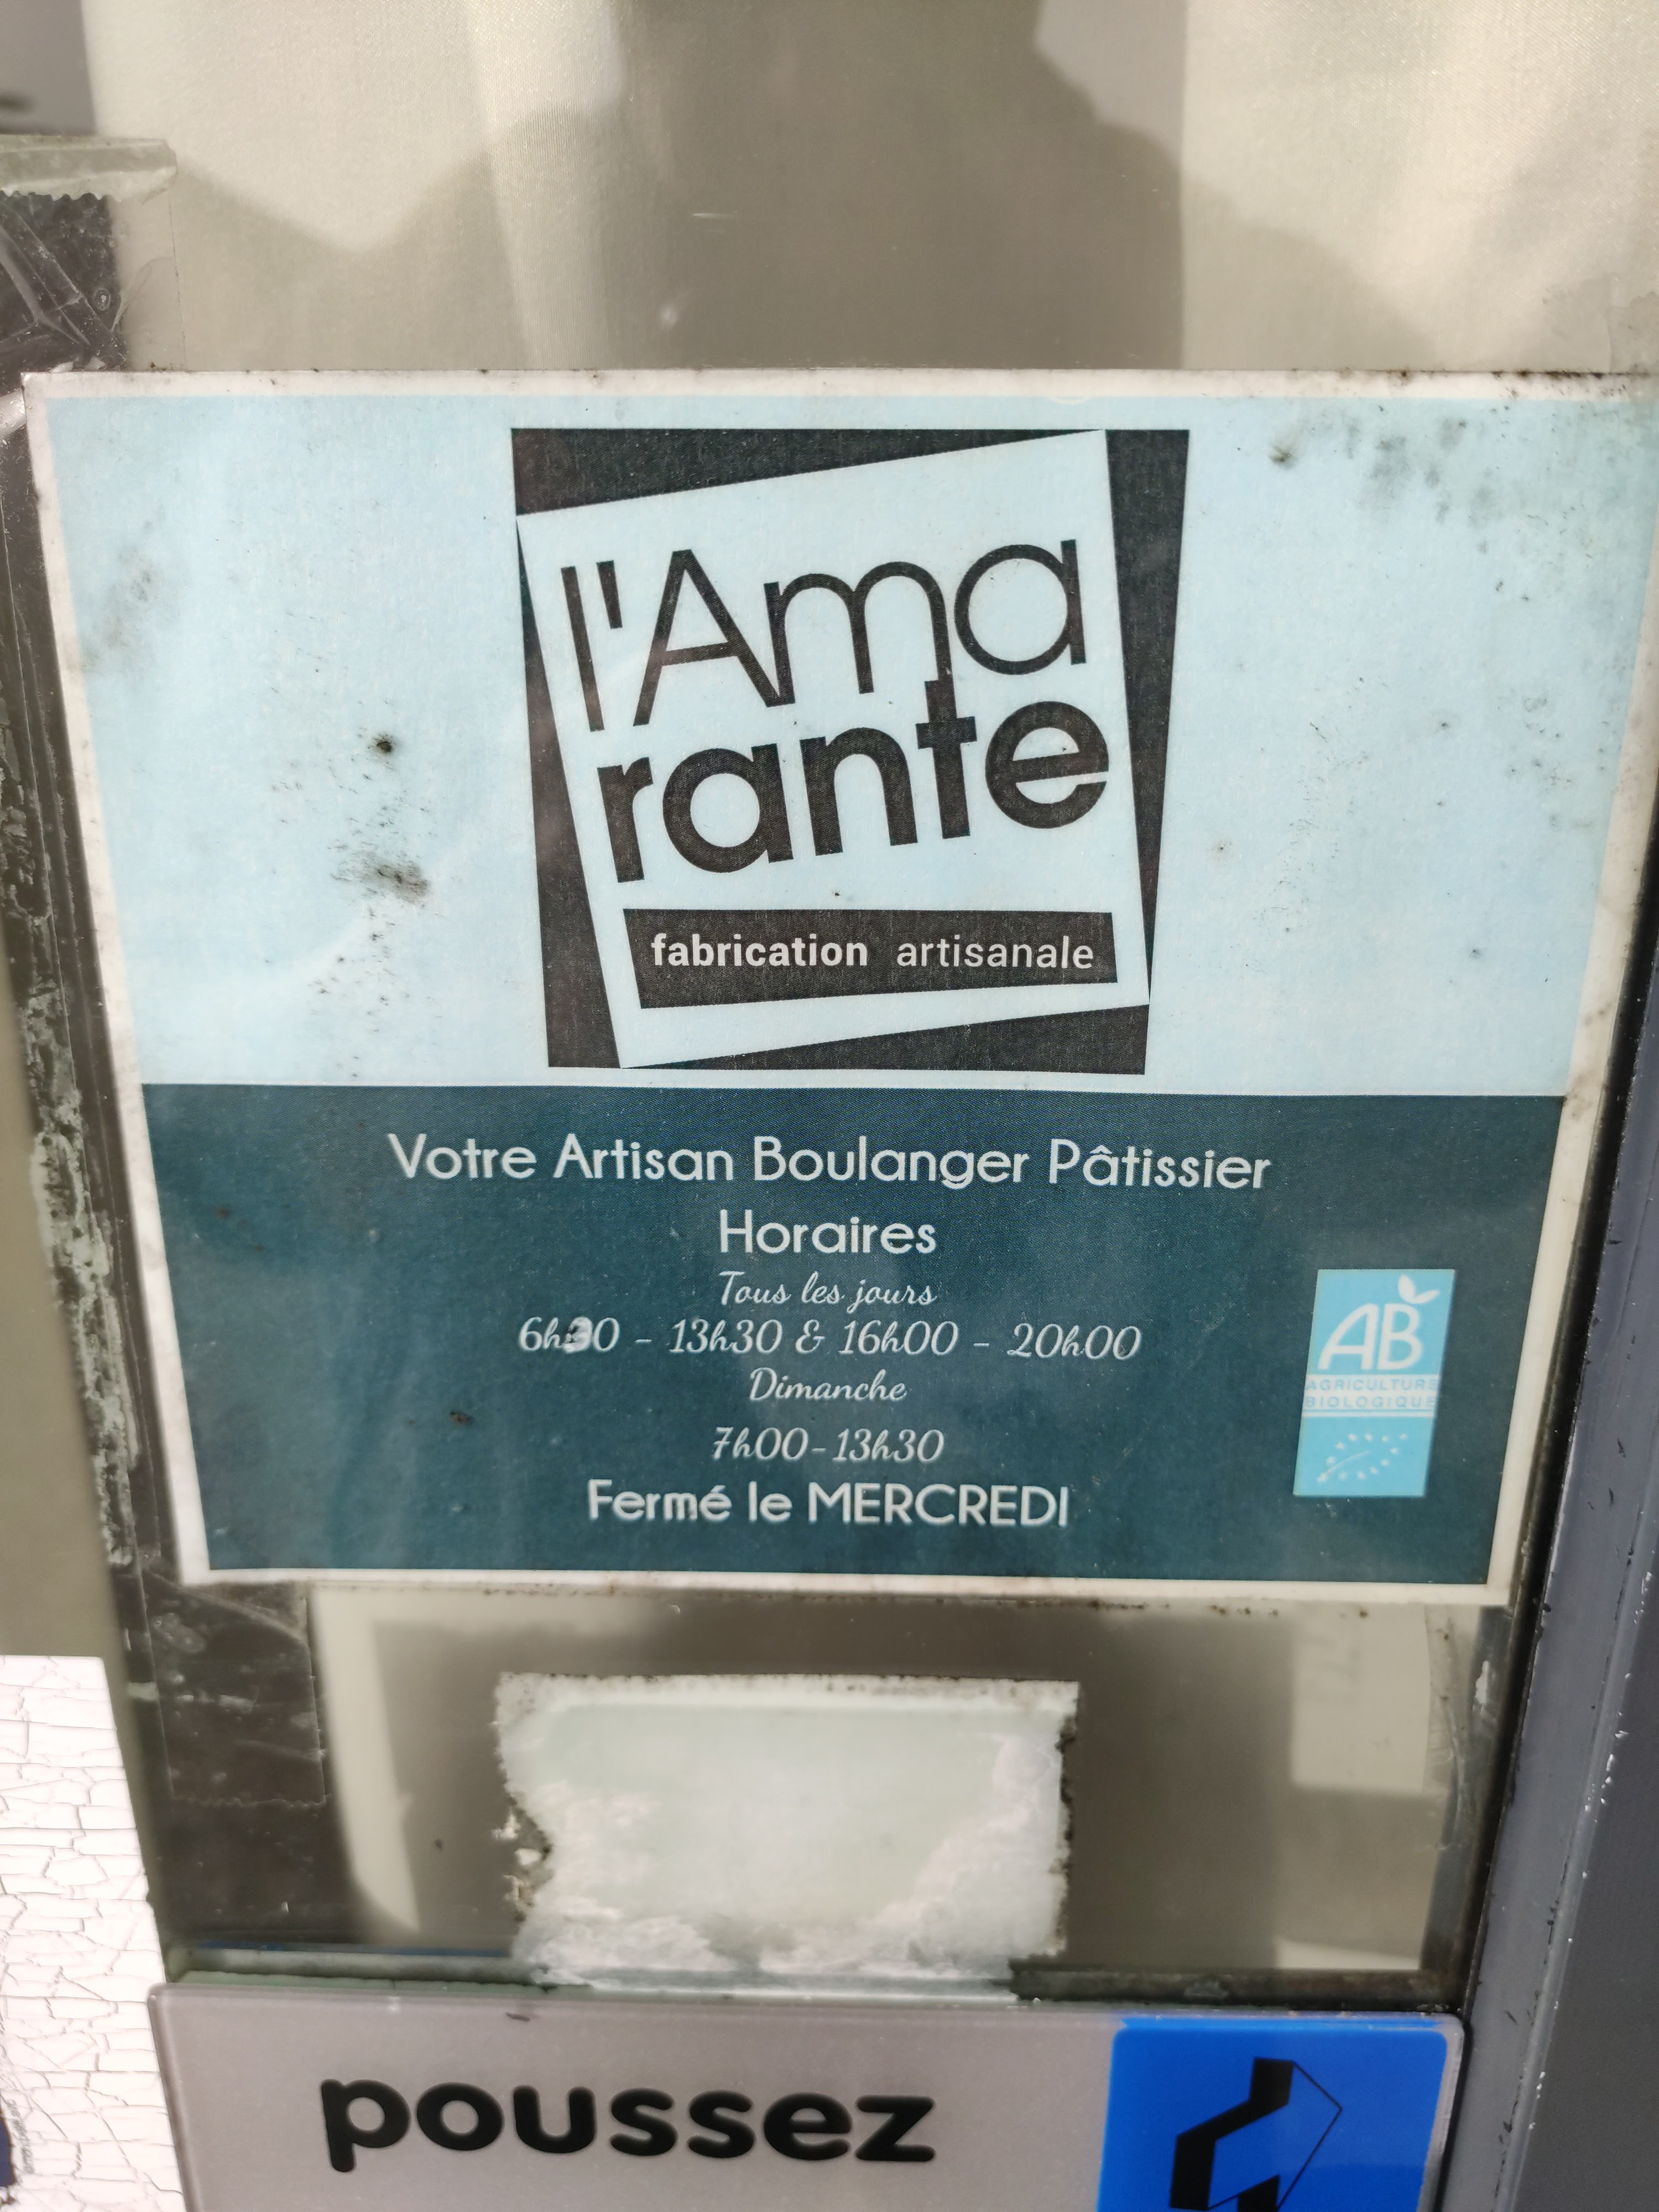 l'Ama
rante
fabrication artisanale
Votre Artisan Boulanger Pâtissier
Horaires
Tous les jours
6h30 - 13h30 & 16h00 - 20h00
Dimanche
7h00-13h30
Fermé le MERCREDI
AB
AGRICULTURE
BIOLOGIQUE
poussez